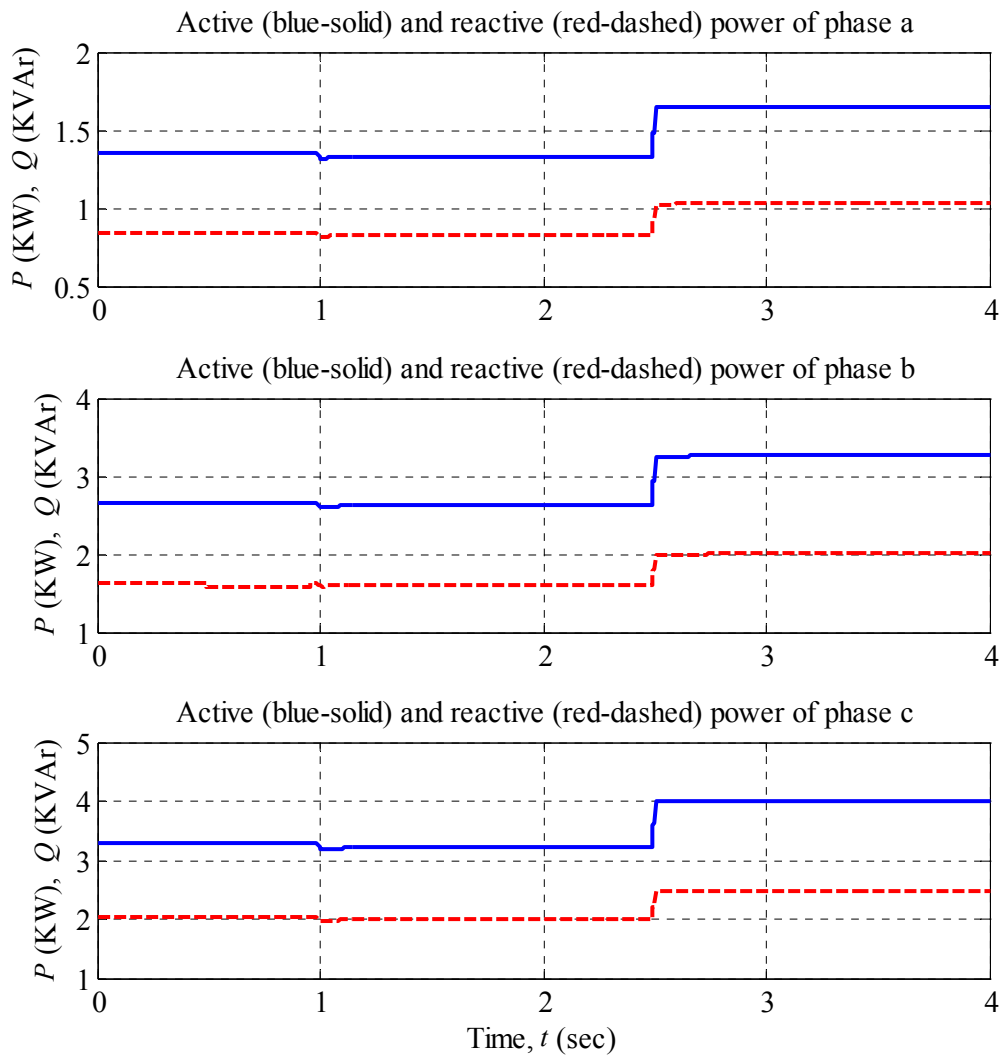 Active (blue-solid) and reactive (red-dashed) power of phase a
P (KW), Q (KVAr)
2
1.5
1
0.5
0 1 2 3 4
Active (blue-solid) and reactive (red-dashed) power of phase b
P (KW), Q (KVAr)
4
3
2
1
0 1 2 3 4
Active (blue-solid) and reactive (red-dashed) power of phase c
P (KW), Q (KVAr)
5
4
3
2
1
0 1 2 3 4
Time, t (sec)